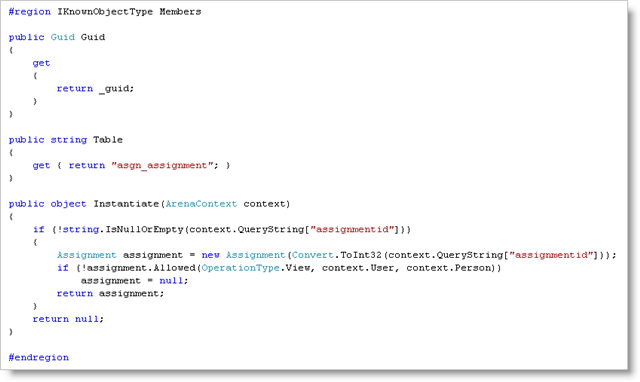 #region IKnownObjectType Members

public Guid Guid
{
    get
    {
        return _guid;
    }
}

public string Table
{
    get { return "asgn_assignment"; }
}

public object Instantiate(ArenaContext context)
{
    if (!string.IsNullOrEmpty(context.QueryString["assignmentid"]))
    {
        Assignment assignment = new Assignment(Convert.ToInt32(context.QueryString["assignmentid"]));
        if (!assignment.Allowed(OperationType.View, context.User, context.Person))
            assignment = null;
        return assignment;
    }
    return null;
}

#endregion